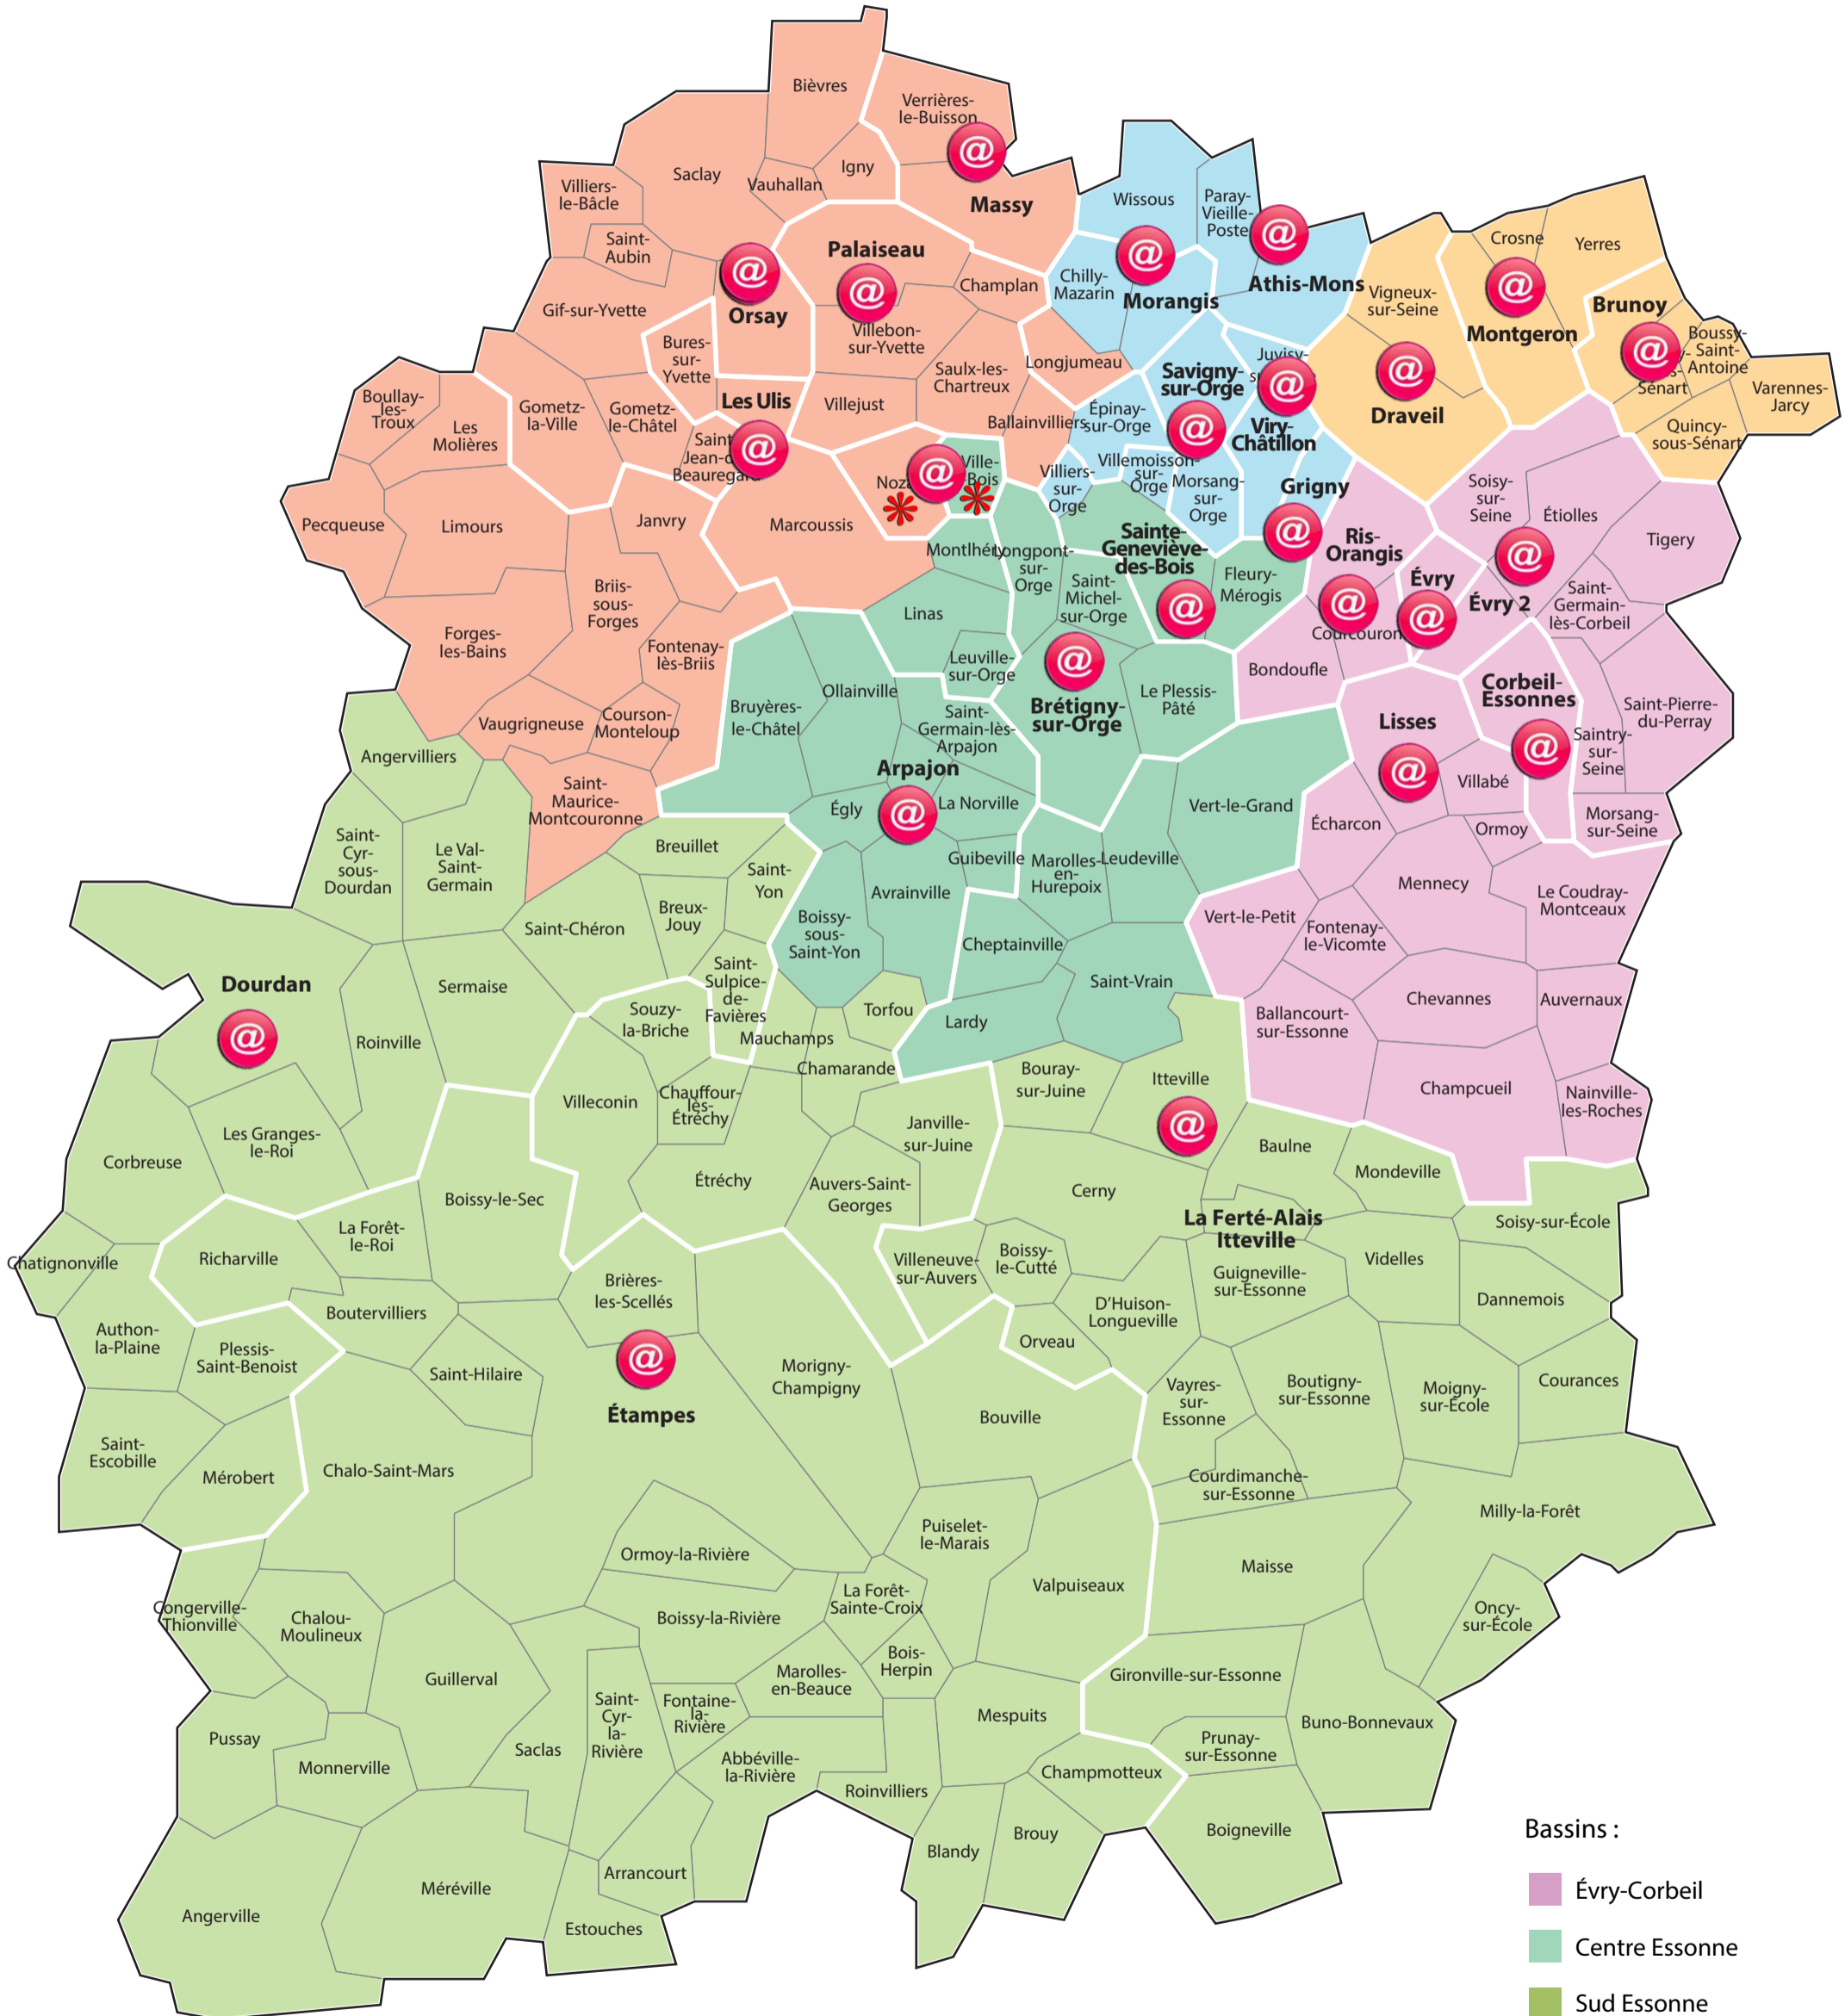 Bièvres
Verrières-
le-Buisson
@
Massy
Saclay
Vauhallan
Igny
Villiers-
le-Bâcle
Saint-
Aubin
Wissous
Paray-
Vieille-
Poste
@
Athis-Mons
@
Morangis
Chilly-
Mazarin
Palaiseau
@
@
Orsay
Champlan
Gif-sur-Yvette
Villebon-
sur-Yvette
Bures-
sur-
Yvette
Crosne
Yerres
@
Montgeron
Brunoy
@
Boussy-
Saint-
Antoine
Sénart
Varennes-
Jarcy
Quincy-
sous-Sénart
Vigneux-
sur-Seine
@
Draveil
Longjumeau
Saulx-les-
Chartreux
Les Ulis
@
Villejust
Ballainvilliers
Épinay-
sur-Orge
Savigny-
sur-Orge
@
Juvisy-
@
Viry-
Châtillon
Boullay-
les-
Troux
Les
Molières
Gometz-
la-Ville
Gometz-
le-Châtel
Saint
Jean-d
Beauregard
Noz
@
Ville-
Bois
Villiers-
sur-
Orge
Villemoisson-
sur-
Orge
Morsang-
sur-
Orge
Grigny
@
Soisy-
sur-
Seine
Étiolles
@
Tigery
Pecqueuse
Limours
Janvry
Marcoussis
Montlhéry
Longpont-
sur-
Orge
Sainte-
Geneviève-
des-Bois
@
Saint-
Michel-
sur-Orge
Fleury-
Mérogis
Ris-
Orangis
@
Évry
@
Évry 2
Courcouron
Saint-
Germain-
lès-Corbeil
Briis-
sous-
Forges
Linas
Forges-
les-Bains
Fontenay-
lès-Briis
Leuville-
sur-Orge
@
Brétigny-
sur-Orge
Le Plessis-
Pâté
Bondoufle
Corbeil-
Essonnes
@
Lisses
@
Saint-Pierre-
du-Perray
Saintry-
sur-
Seine
Villabé
Morsang-
sur-Seine
Vaugrigneuse
Courson-
Monteloup
Bruyères-
le-Châtel
Ollainville
Saint-
Germain-lès-
Arpajon
Arpajon
@
Angervilliers
Saint-
Maurice-
Montcouronne
Égly
La Norville
Vert-le-Grand
Écharcon
Ormoy
Saint-
Cyr-
sous-
Dourdan
Le Val-
Saint-
Germain
Breuillet
Saint-
Yon
Guibeville
Marolles-
en-
Hurepoix
Leudeville
Avrainville
Mennecy
Le Coudray-
Montceaux
Breux-
Jouy
Saint-Chéron
Boissy-
sous-
Saint-Yon
Cheptainville
Vert-le-Petit
Fontenay-
le-Vicomte
Dourdan
@
Sermaise
Saint-
Sulpice-
de-
Favières
Saint-Vrain
Chevannes
Auvernaux
Souzy-
la-Briche
Torfou
Lardy
Ballancourt-
sur-Essonne
Roinville
Mauchamps
Chamarande
Bouray-
sur-Juine
Itteville
@
Champcueil
Nainville-
les-Roches
Villeconin
Chauffour-
lès-
Étréchy
Janville-
sur-Juine
Les Granges-
le-Roi
Corbreuse
Baulne
Mondeville
Étréchy
Auvers-Saint-
Georges
Cerny
Boissy-le-Sec
La Ferté-Alais
Itteville
Soisy-sur-École
La Forêt-
le-Roi
Chatignonville
Richarville
Villeneuve-
sur-Auvers
Boissy-
le-Cutté
Guigneville-
sur-Essonne
Videlles
Dannemois
Brières-
les-Scellés
Boutervilliers
D'Huison-
Longueville
Authon-
la-Plaine
Plessis-
Saint-Benoist
Orveau
Saint-Hilaire
@
Étampes
Morigny-
Champigny
Vayres-
sur-
Essonne
Boutigny-
sur-Essonne
Moigny-
sur-École
Courances
Bouville
Saint-
Escobille
Mérobert
Chalo-Saint-Mars
Courdimanche-
sur-Essonne
Milly-la-Forêt
Puiselet-
le-Marais
Ormoy-la-Rivière
Maisse
Valpuiseaux
La Forêt-
Sainte-Croix
Congerville-
Thionville
Chalou-
Moulineux
Boissy-la-Rivière
Oncy-
sur-École
Bois-
Herpin
Guillerval
Marolles-
en-Beauce
Gironville-sur-Essonne
Saint-
Cyr-
la-
Rivière
Fontaine-
la-
Rivière
Mespuits
Buno-Bonnevaux
Pussay
Saclas
Prunay-
sur-Essonne
Monnerville
Abbéville-
la-Rivière
Champmotteux
Roinvilliers
Boigneville
Brouy
Blandy
Arrancourt
Méréville
Angerville
Estouches
Bassins :
Évry-Corbeil
Centre Essonne
Sud Essonne